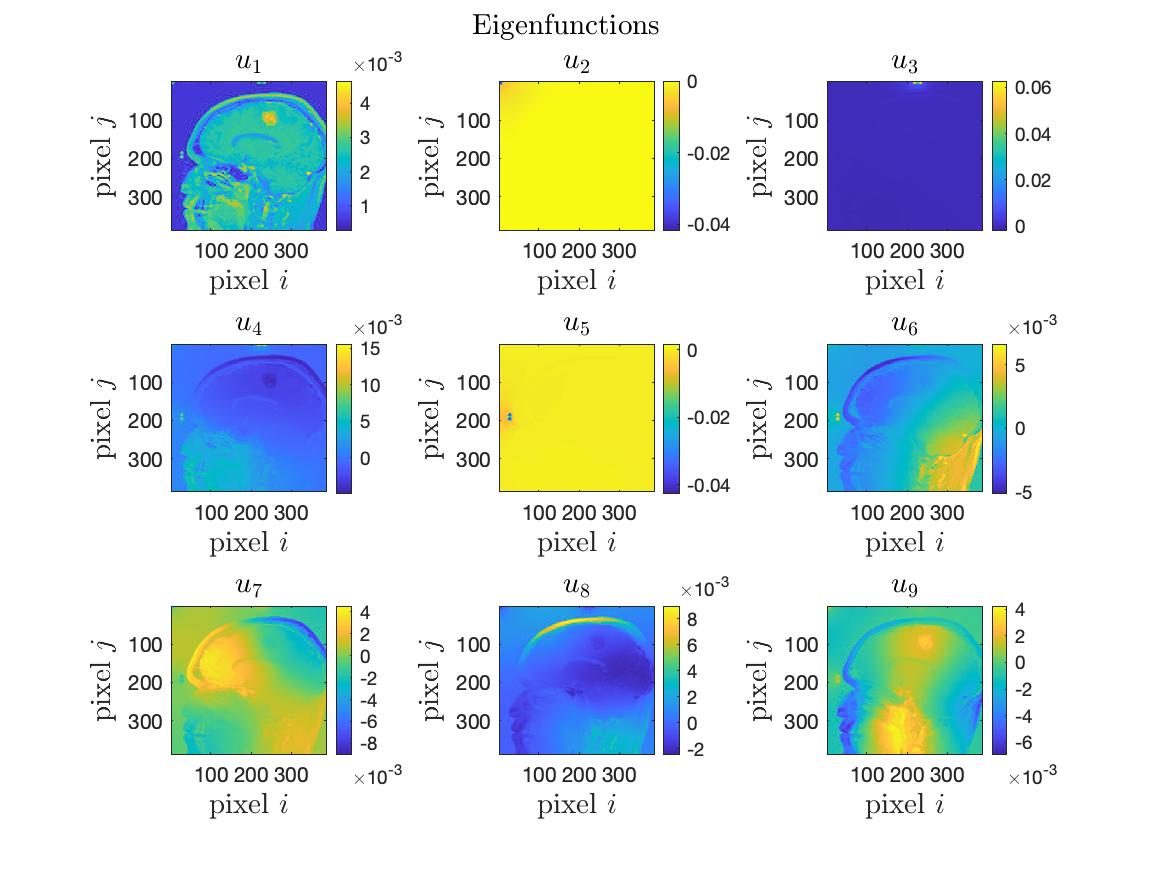 Eigenfunctions
u₁ ×10⁻³ u₂ u₃
pixel j 100 200 300 4 3 2 1 pixel j 100 200 300 0 -0.02 -0.04 pixel j 100 200 300 0.06 0.04 0.02 0
100 200 300 100 200 300 100 200 300
pixel i pixel i pixel i
u₄ ×10⁻³ u₅ u₆ ×10⁻³
pixel j 100 200 300 15 10 5 0 pixel j 100 200 300 0 -0.02 -0.04 pixel j 100 200 300 5 0 -5
100 200 300 100 200 300 100 200 300
pixel i pixel i pixel i
u₇ u₈ ×10⁻³ u₉
pixel j 100 200 300 4 2 0 -2 -4 -6 -8 pixel j 100 200 300 8 6 4 2 0 -2 pixel j 100 200 300 4 2 0 -2 -4 -6
100 200 300 ×10⁻³ 100 200 300 100 200 300 ×10⁻³
pixel i pixel i pixel i